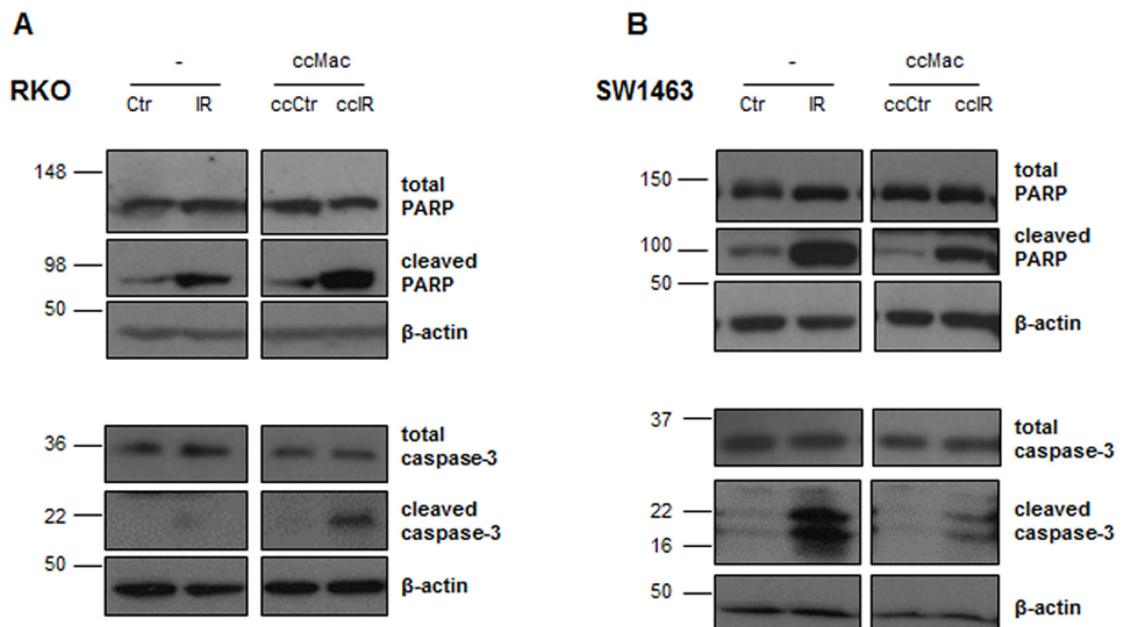 A
RKO
-
ccMac
Ctr IR ccCtr ccIR
148
total
PARP
98
cleaved
PARP
50
β-actin
36
total
caspase-3
22
cleaved
caspase-3
50
β-actin
B
SW1463
-
ccMac
Ctr IR ccCtr ccIR
150
total
PARP
100
cleaved
PARP
50
β-actin
37
total
caspase-3
22
cleaved
caspase-3
16
50
β-actin